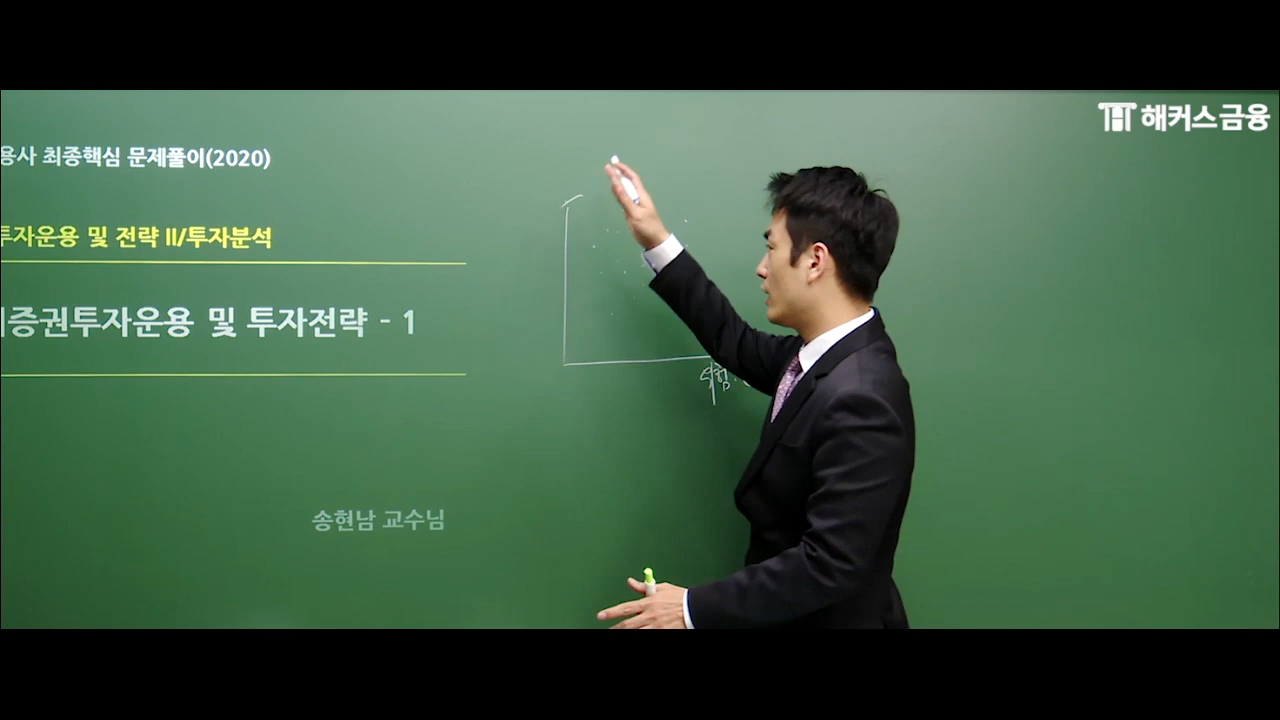 해커스금융
용사 최종핵심 문제풀이(2020)
투자운용 및 전략 II/투자분석
증권투자운용 및 투자전략 - 1
위험
송현남 교수님